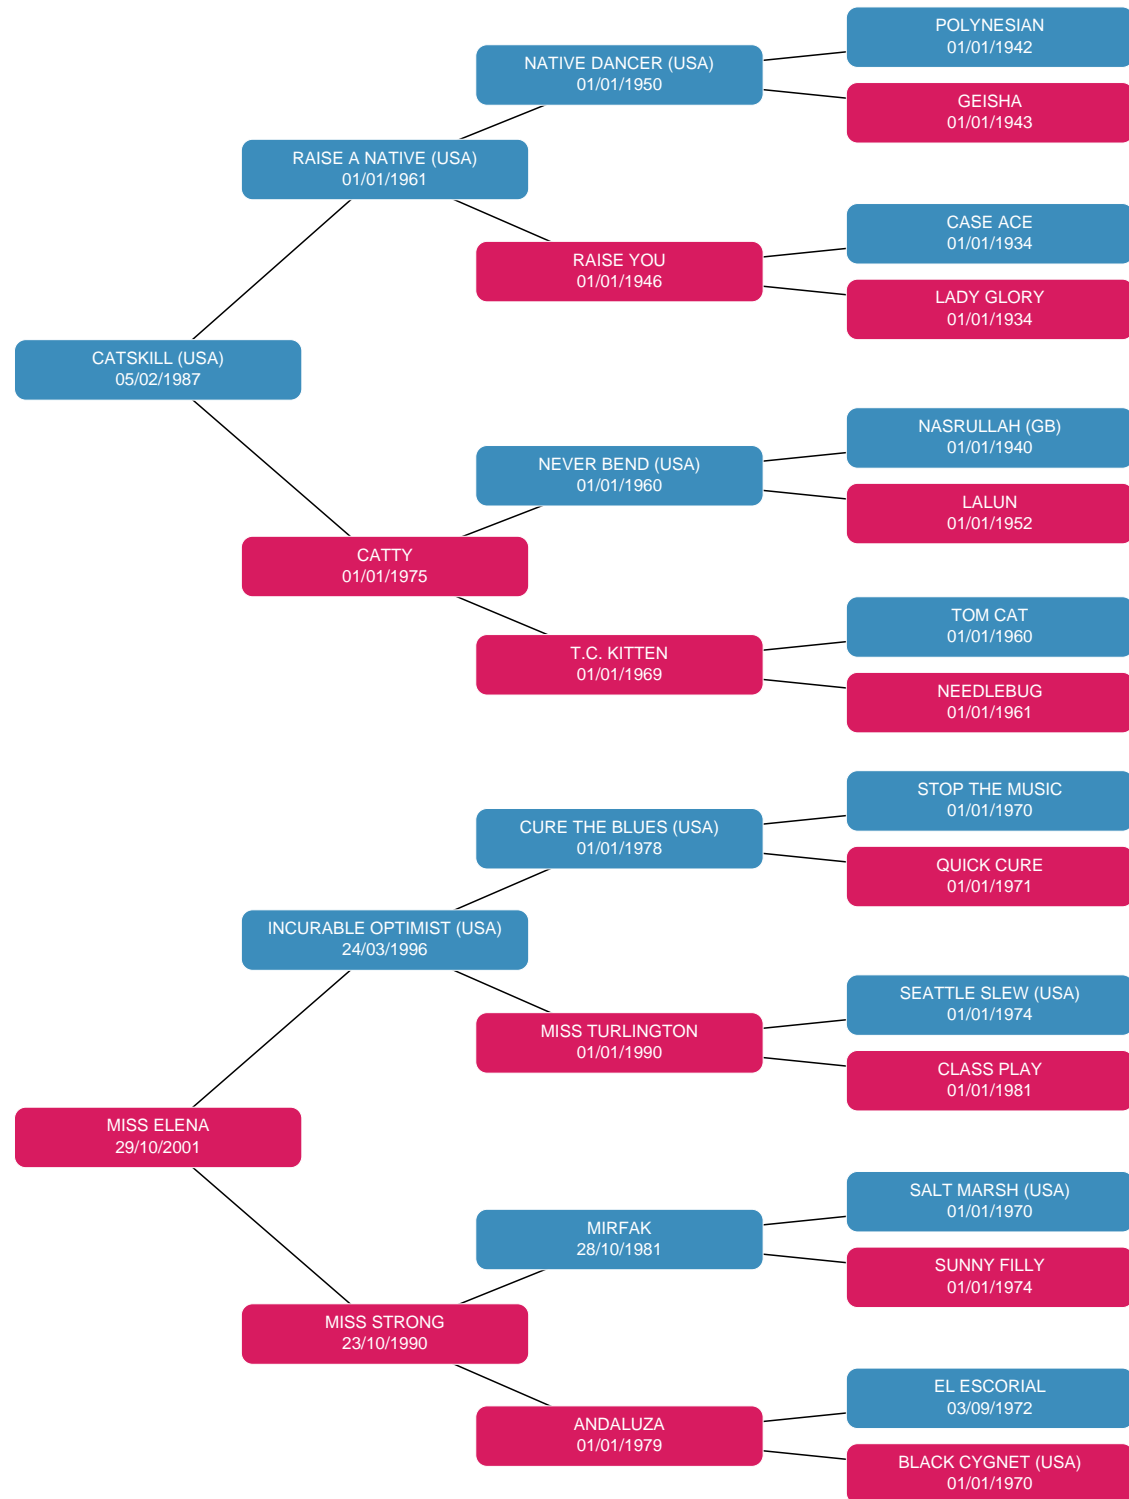 POLYNESIAN
01/01/1942
NATIVE DANCER (USA)
01/01/1950
GEISHA
01/01/1943
RAISE A NATIVE (USA)
01/01/1961
CASE ACE
01/01/1934
RAISE YOU
01/01/1946
LADY GLORY
01/01/1934
CATSKILL (USA)
05/02/1987
NASRULLAH (GB)
01/01/1940
NEVER BEND (USA)
01/01/1960
LALUN
01/01/1952
CATTY
01/01/1975
TOM CAT
01/01/1960
T.C. KITTEN
01/01/1969
NEEDLEBUG
01/01/1961
STOP THE MUSIC
01/01/1970
CURE THE BLUES (USA)
01/01/1978
QUICK CURE
01/01/1971
INCURABLE OPTIMIST (USA)
24/03/1996
SEATTLE SLEW (USA)
01/01/1974
MISS TURLINGTON
01/01/1990
CLASS PLAY
01/01/1981
MISS ELENA
29/10/2001
SALT MARSH (USA)
01/01/1970
MIRFAK
28/10/1981
SUNNY FILLY
01/01/1974
MISS STRONG
23/10/1990
EL ESCORIAL
03/09/1972
ANDALUZA
01/01/1979
BLACK CYGNET (USA)
01/01/1970